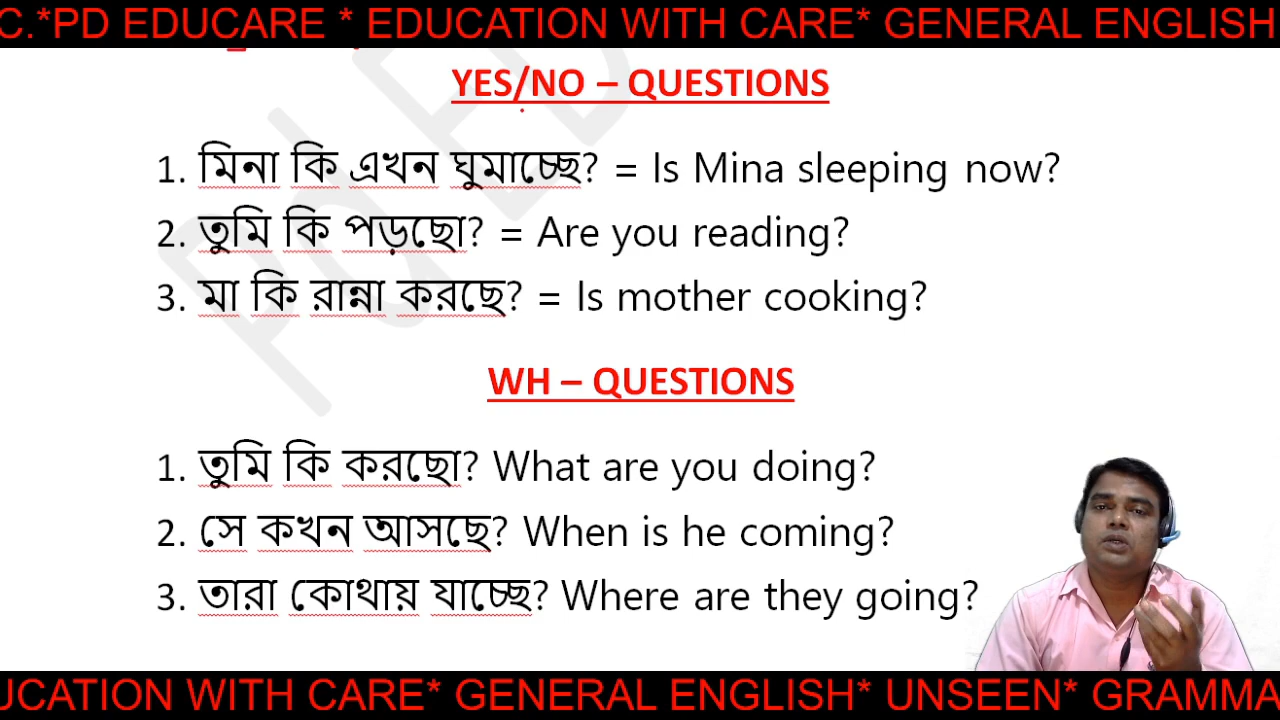 C.*PD EDUCARE * EDUCATION WITH CARE* GENERAL ENGLISH
YES/NO – QUESTIONS
1. মিনা কি এখন ঘুমাচ্ছে? = Is Mina sleeping now?
2. তুমি কি পড়ছো? = Are you reading?
3. মা কি রান্না করছে? = Is mother cooking?
WH – QUESTIONS
1. তুমি কি করছো? What are you doing?
2. সে কখন আসছে? When is he coming?
3. তারা কোথায় যাচ্ছে? Where are they going?
UCATION WITH CARE* GENERAL ENGLISH* UNSEEN* GRAMMA